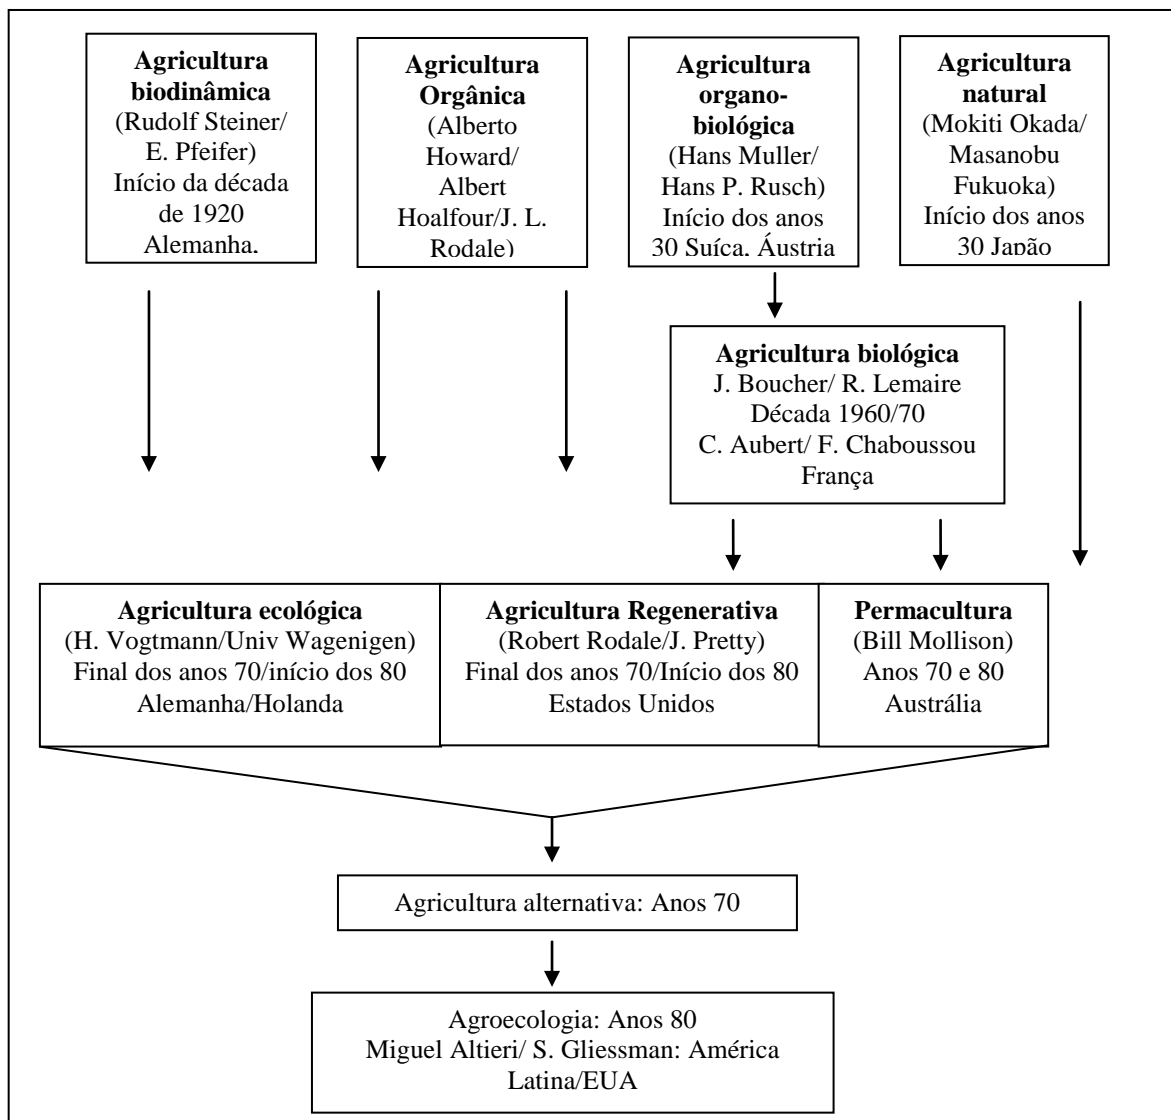 Agricultura
biodinâmica
(Rudolf Steiner/
E. Pfeifer)
Início da década
de 1920
Alemanha,
Agricultura
Orgânica
(Alberto
Howard/
Albert
Hoalfour/J. L.
Rodale)
Agricultura
organo-
biológica
(Hans Muller/
Hans P. Rusch)
Início dos anos
30 Suíça, Áustria
Agricultura
natural
(Mokiti Okada/
Masanobu
Fukuoka)
Início dos anos
30 Japão
Agricultura biológica
J. Boucher/ R. Lemaire
Década 1960/70
C. Aubert/ F. Chaboussou
França
Agricultura ecológica
(H. Vogtmann/Univ Wagenigen)
Final dos anos 70/início dos 80
Alemanha/Holanda
Agricultura Regenerativa
(Robert Rodale/J. Pretty)
Final dos anos 70/Início dos 80
Estados Unidos
Permacultura
(Bill Mollison)
Anos 70 e 80
Austrália
Agricultura alternativa: Anos 70
Agroecologia: Anos 80
Miguel Altieri/ S. Gliessman: América
Latina/EUA